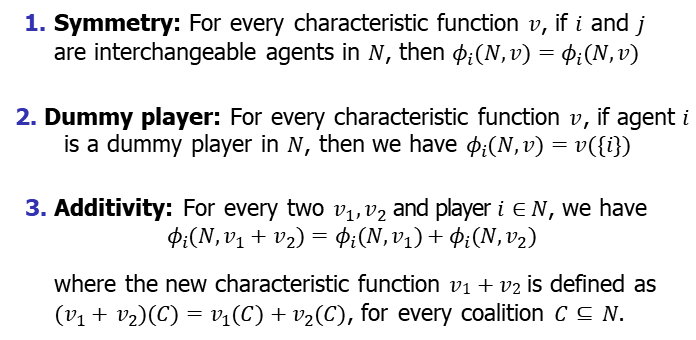 1. Symmetry: For every characteristic function v, if i and j
are interchangeable agents in N, then ϕᵢ(N, v) = ϕᵢ(N, v)
2. Dummy player: For every characteristic function v, if agent i
is a dummy player in N, then we have ϕᵢ(N, v) = v({i})
3. Additivity: For every two v₁, v₂ and player i ∈ N, we have
ϕᵢ(N, v₁ + v₂) = ϕᵢ(N, v₁) + ϕᵢ(N, v₂)
where the new characteristic function v₁ + v₂ is defined as
(v₁ + v₂)(C) = v₁(C) + v₂(C), for every coalition C ⊆ N.